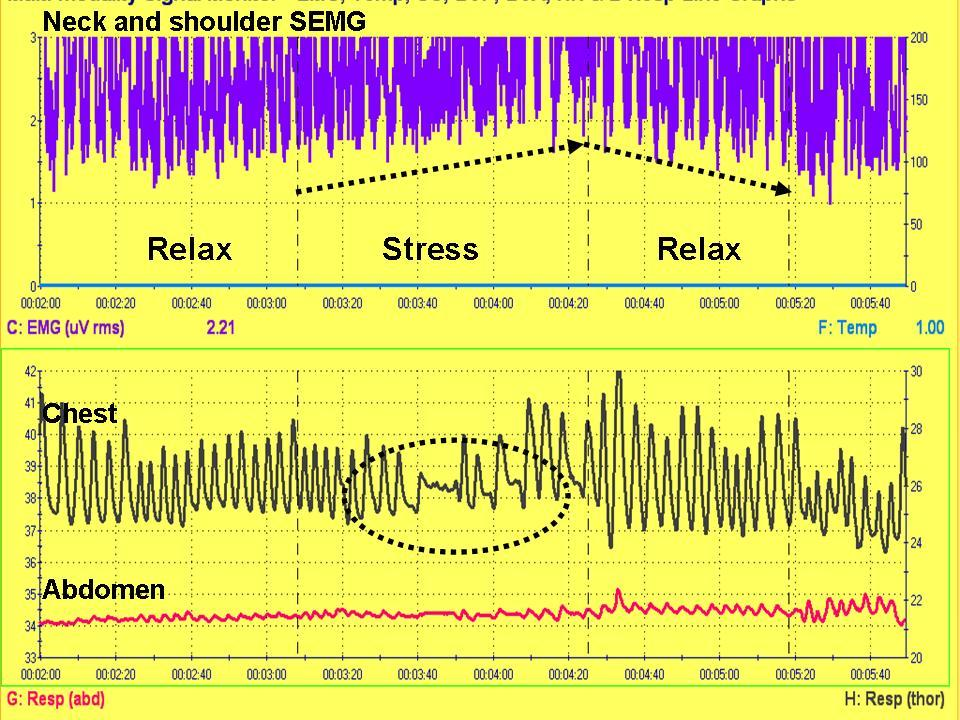 Neck and shoulder SEMG
3 200
150
2
100
1
50
Relax Stress Relax
0 0
00:02:00 00:02:20 00:02:40 00:03:00 00:03:20 00:03:40 00:04:00 00:04:20 00:04:40 00:05:00 00:05:20 00:05:40
C: EMG (uV rms) 2.21 F: Temp 1.00
42 30
41
Chest
40 28
39
38 26
37
36 24
35
Abdomen
22
34
33 20
00:02:00 00:02:20 00:02:40 00:03:00 00:03:20 00:03:40 00:04:00 00:04:20 00:04:40 00:05:00 00:05:20 00:05:40
G: Resp (abd) H: Resp (thor)